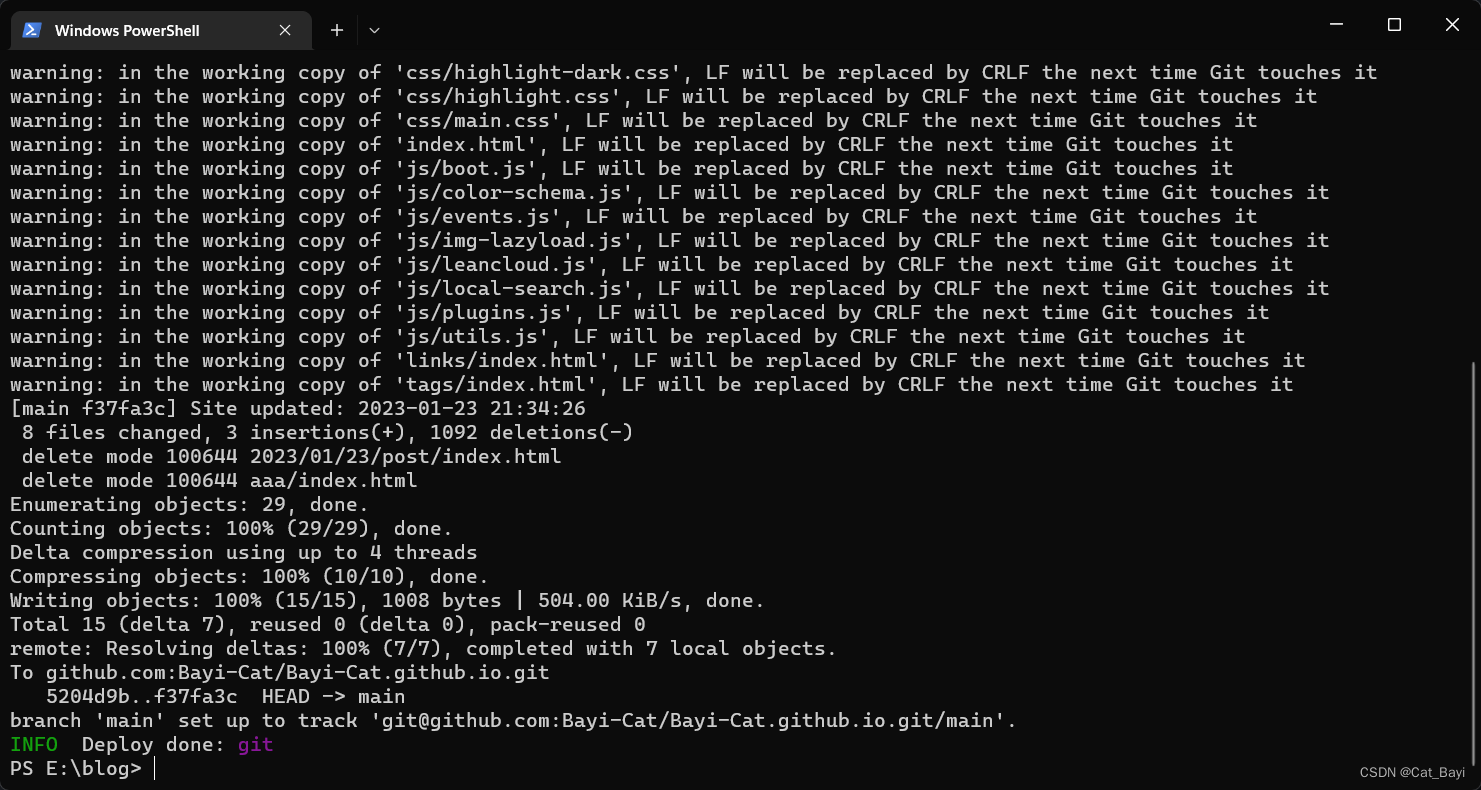 Windows PowerShell
warning: in the working copy of 'css/highlight-dark.css', LF will be replaced by CRLF the next time Git touches it
warning: in the working copy of 'css/highlight.css', LF will be replaced by CRLF the next time Git touches it
warning: in the working copy of 'css/main.css', LF will be replaced by CRLF the next time Git touches it
warning: in the working copy of 'index.html', LF will be replaced by CRLF the next time Git touches it
warning: in the working copy of 'js/boot.js', LF will be replaced by CRLF the next time Git touches it
warning: in the working copy of 'js/color-schema.js', LF will be replaced by CRLF the next time Git touches it
warning: in the working copy of 'js/events.js', LF will be replaced by CRLF the next time Git touches it
warning: in the working copy of 'js/img-lazyload.js', LF will be replaced by CRLF the next time Git touches it
warning: in the working copy of 'js/leancloud.js', LF will be replaced by CRLF the next time Git touches it
warning: in the working copy of 'js/local-search.js', LF will be replaced by CRLF the next time Git touches it
warning: in the working copy of 'js/plugins.js', LF will be replaced by CRLF the next time Git touches it
warning: in the working copy of 'js/utils.js', LF will be replaced by CRLF the next time Git touches it
warning: in the working copy of 'links/index.html', LF will be replaced by CRLF the next time Git touches it
warning: in the working copy of 'tags/index.html', LF will be replaced by CRLF the next time Git touches it
[main f37fa3c] Site updated: 2023-01-23 21:34:26
 8 files changed, 3 insertions(+), 1092 deletions(-)
 delete mode 100644 2023/01/23/post/index.html
 delete mode 100644 aaa/index.html
Enumerating objects: 29, done.
Counting objects: 100% (29/29), done.
Delta compression using up to 4 threads
Compressing objects: 100% (10/10), done.
Writing objects: 100% (15/15), 1008 bytes | 504.00 KiB/s, done.
Total 15 (delta 7), reused 0 (delta 0), pack-reused 0
remote: Resolving deltas: 100% (7/7), completed with 7 local objects.
To github.com:Bayi-Cat/Bayi-Cat.github.io.git
   5204d9b..f37fa3c  HEAD -> main
branch 'main' set up to track 'git@github.com:Bayi-Cat/Bayi-Cat.github.io.git/main'.
INFO  Deploy done: git
PS E:\blog>
CSDN @Cat_Bayi